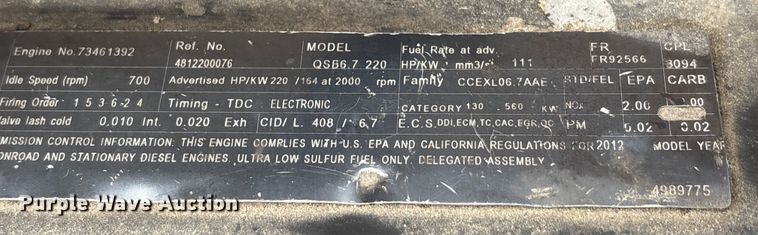 Engine No. 73461392 Ref. No. 4812200076 MODEL QSB6.7 220 Fuel Rate at adv. HP/KW mm3/ 111 FR FR92566 CPL 3094
Idle Speed (rpm) 700 Advertised HP/KW 220 / 164 at 2000 rpm Family CCEXL06.7AAE STD/FEL EPA CARB
Firing Order 1 5 3 6 2 4 Timing - TDC ELECTRONIC CATEGORY 130 - 560 KW NOX 2.00 .00
Valve lash cold 0.010 Int. 0.020 Exh CID/ L. 408 / 6.7 E.C.S. DDI,ECM,TC,CAC,EGR,OC PM 0.02 0.02
EMISSION CONTROL INFORMATION: THIS ENGINE COMPLIES WITH U.S. EPA AND CALIFORNIA REGULATIONS FOR 2012 MODEL YEAR
ONROAD AND STATIONARY DIESEL ENGINES. ULTRA LOW SULFUR FUEL ONLY. DELEGATED ASSEMBLY.
4989775
Purple Wave Auction